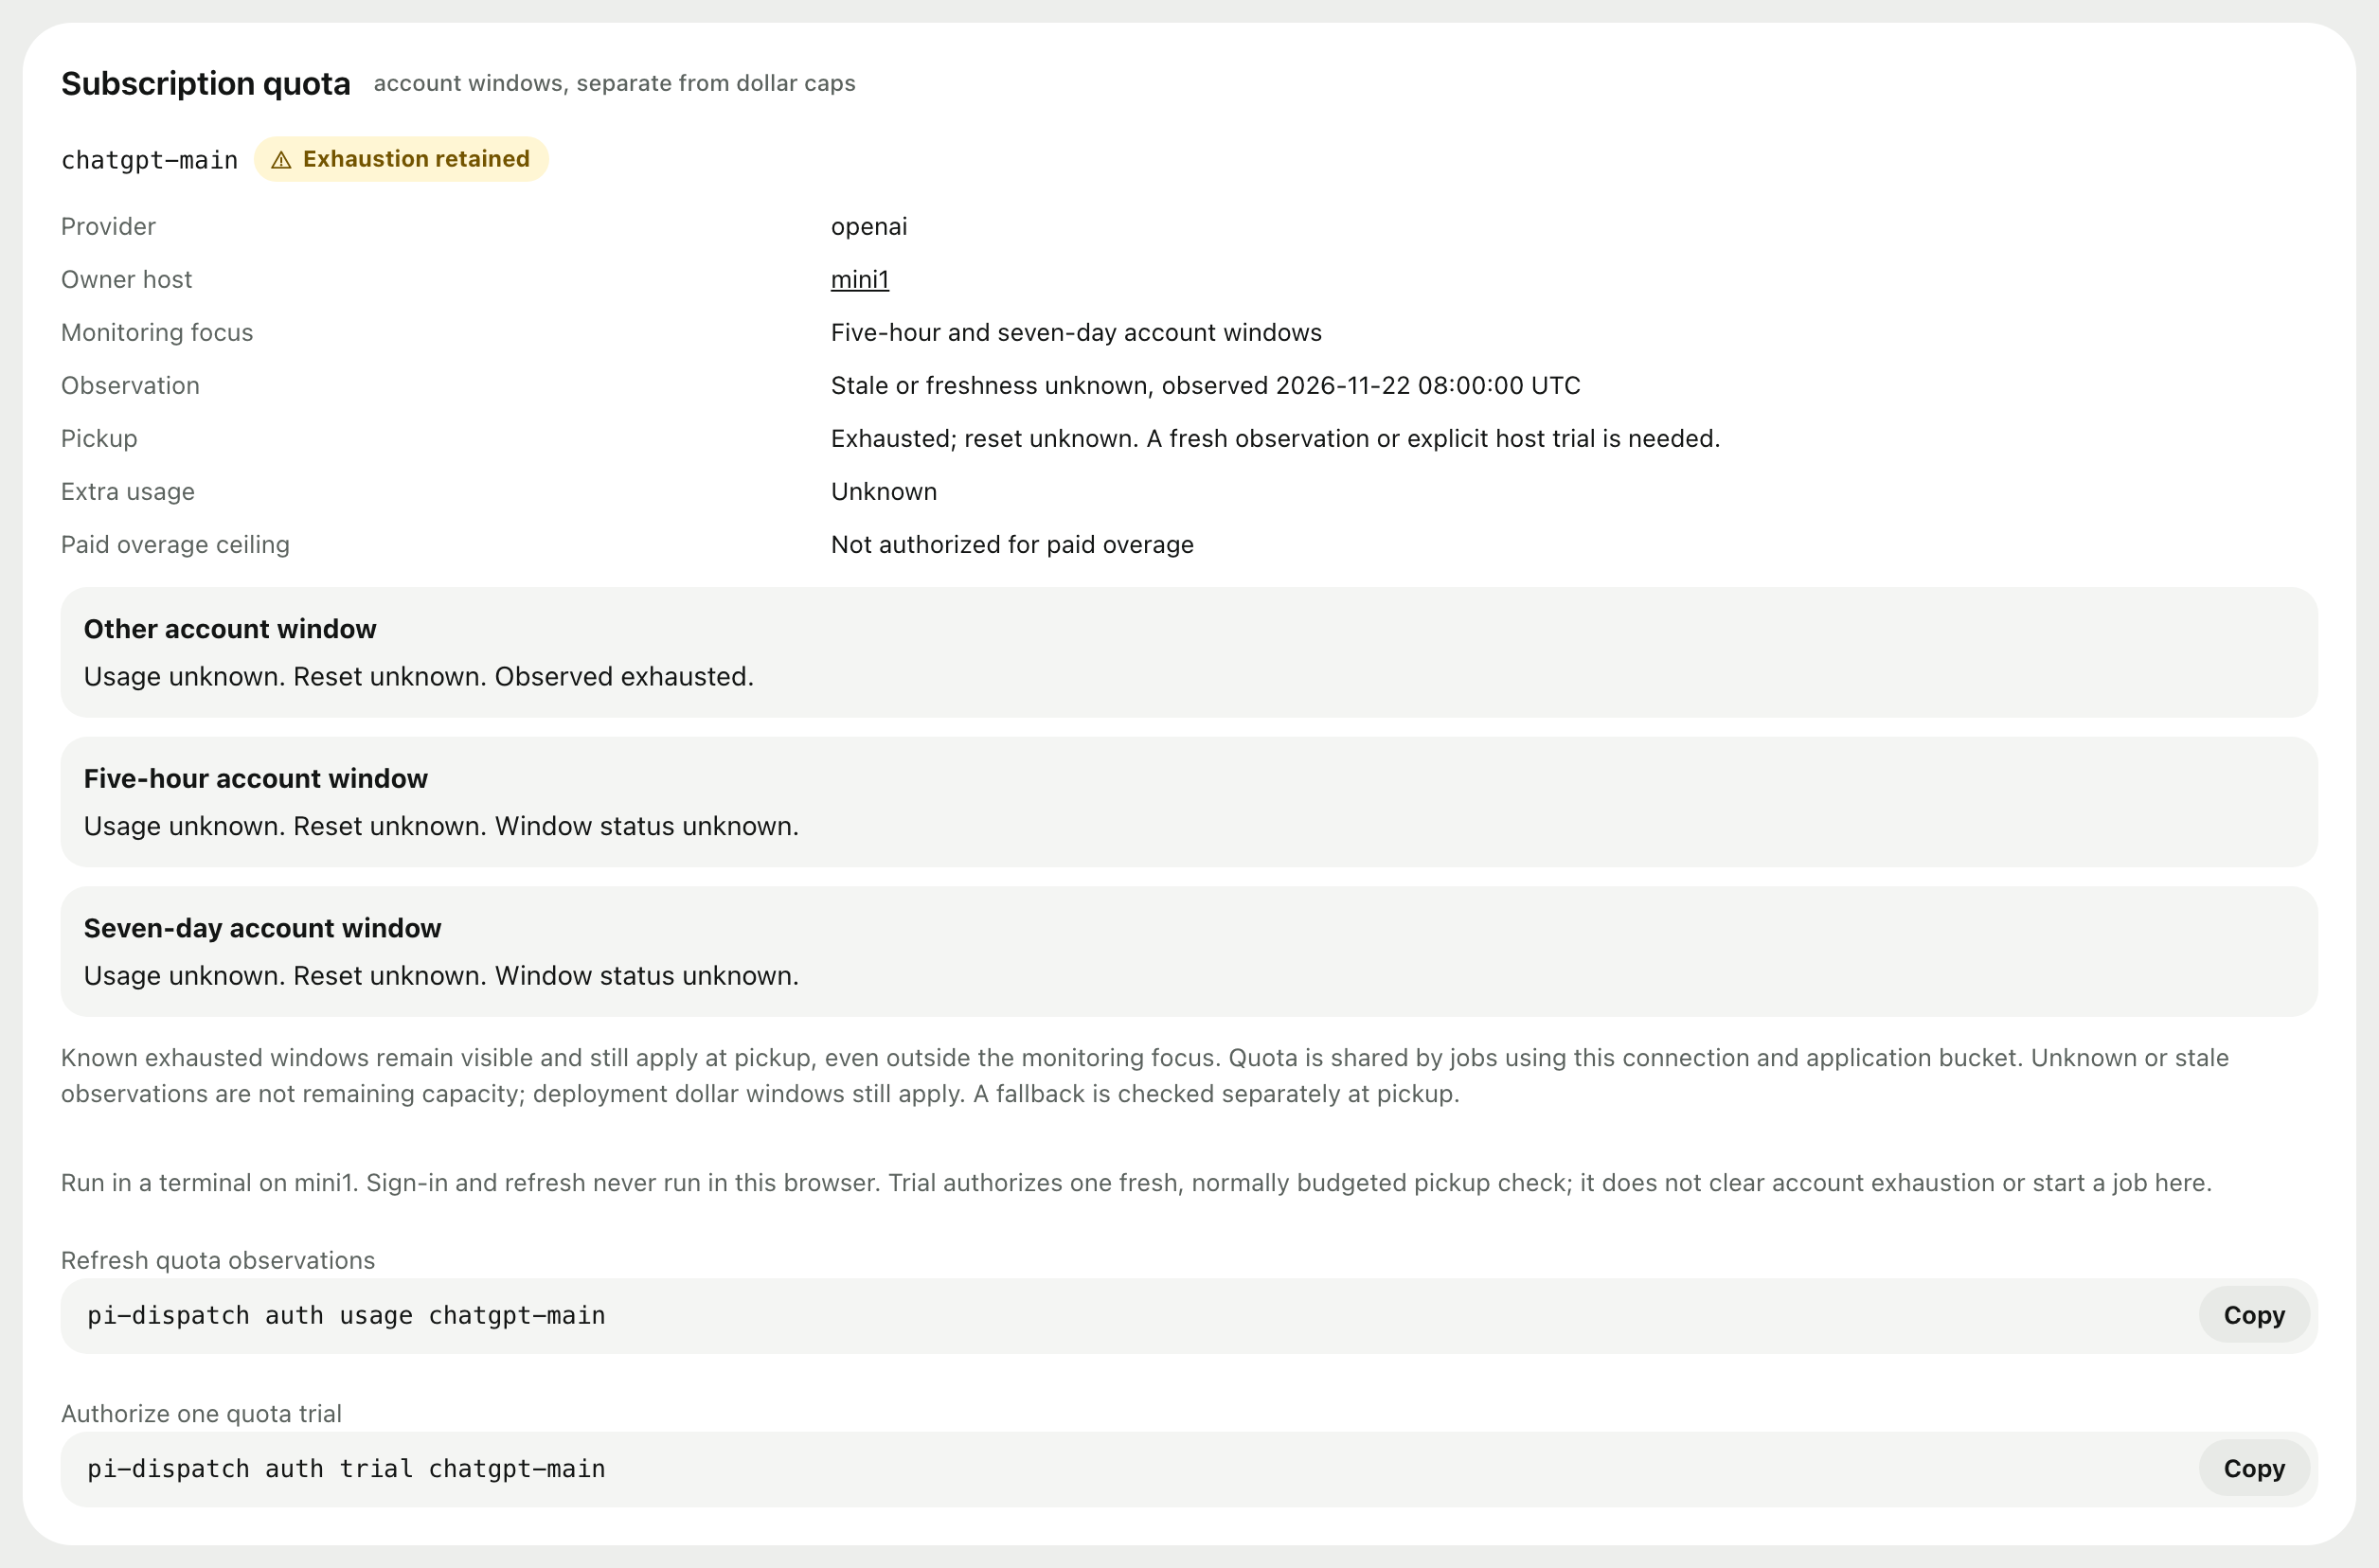 Subscription quota account windows, separate from dollar caps
chatgpt-main Exhaustion retained
Provider openai
Owner host mini1
Monitoring focus Five-hour and seven-day account windows
Observation Stale or freshness unknown, observed 2026-11-22 08:00:00 UTC
Pickup Exhausted; reset unknown. A fresh observation or explicit host trial is needed.
Extra usage Unknown
Paid overage ceiling Not authorized for paid overage
Other account window
Usage unknown. Reset unknown. Observed exhausted.
Five-hour account window
Usage unknown. Reset unknown. Window status unknown.
Seven-day account window
Usage unknown. Reset unknown. Window status unknown.
Known exhausted windows remain visible and still apply at pickup, even outside the monitoring focus. Quota is shared by jobs using this connection and application bucket. Unknown or stale
observations are not remaining capacity; deployment dollar windows still apply. A fallback is checked separately at pickup.
Run in a terminal on mini1. Sign-in and refresh never run in this browser. Trial authorizes one fresh, normally budgeted pickup check; it does not clear account exhaustion or start a job here.
Refresh quota observations
pi-dispatch auth usage chatgpt-main Copy
Authorize one quota trial
pi-dispatch auth trial chatgpt-main Copy